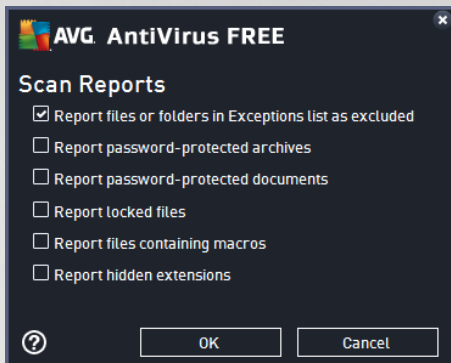 AVG. AntiVirus FREE
Scan Reports
Report files or folders in Exceptions list as excluded
Report password-protected archives
Report password-protected documents
Report locked files
Report files containing macros
Report hidden extensions
? OK Cancel